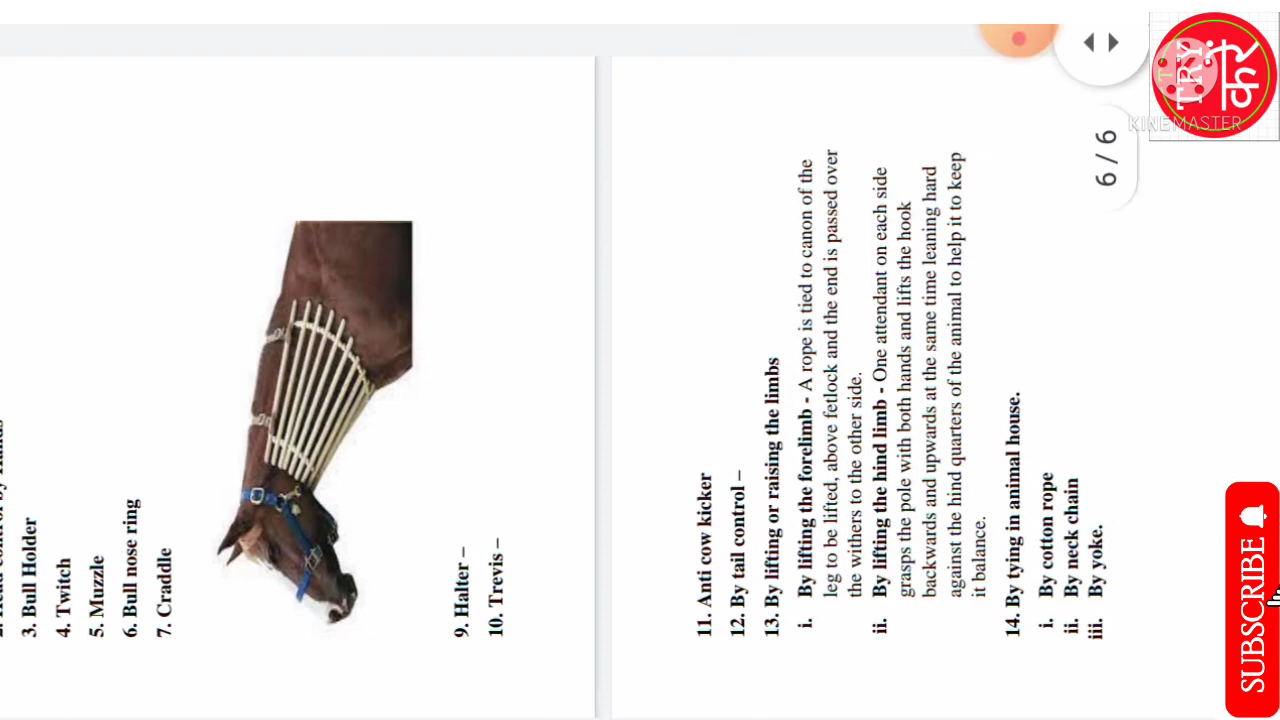 3. Bull Holder
4. Twitch
5. Muzzle
6. Bull nose ring
7. Craddle
9. Halter –
10. Trevis –
11. Anti cow kicker
12. By tail control –
13. By lifting or raising the limbs
i. By lifting the forelimb - A rope is tied to canon of the
leg to be lifted, above fetlock and the end is passed over
the withers to the other side.
ii. By lifting the hind limb - One attendant on each side
grasps the pole with both hands and lifts the hook
backwards and upwards at the same time leaning hard
against the hind quarters of the animal to help it to keep
it balance.
14. By tying in animal house.
i. By cotton rope
ii. By neck chain
iii. By yoke.
6 / 6
TRY
करें
KINEMASTER
SUBSCRIBE